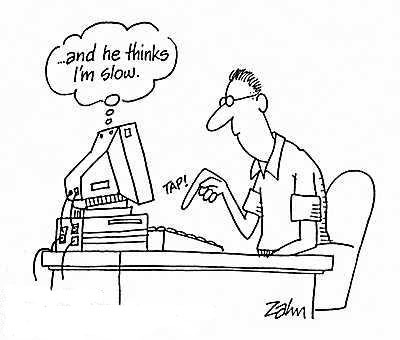 ...and he thinks
I'm slow.
TAP!
Zahn